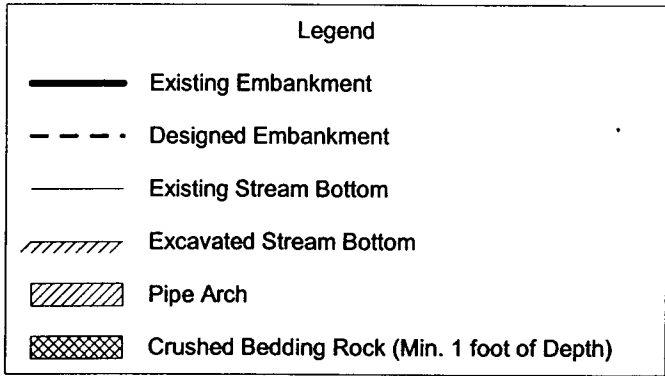 Legend
Existing Embankment
Designed Embankment
Existing Stream Bottom
Excavated Stream Bottom
Pipe Arch
Crushed Bedding Rock (Min. 1 foot of Depth)